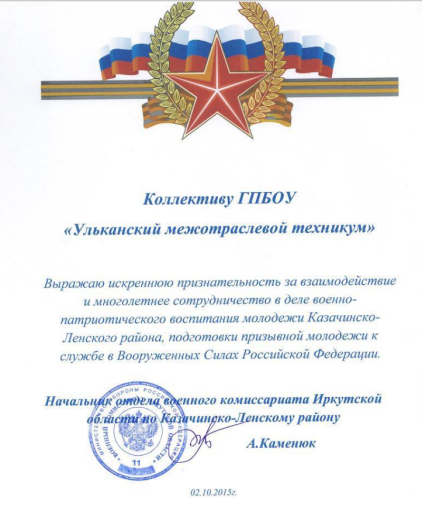 Коллективу ГПБОУ
«Ульканский межотраслевой техникум»
Выражаю искреннюю признательность за взаимодействие
и многолетнее сотрудничество в деле военно-
патриотического воспитания молодежи Казачинско-
Ленского района, подготовки призывной молодежи к
службе в Вооруженных Силах Российской Федерации.
Начальник отдела военного комиссариата Иркутской
области по Казачинско-Ленскому району
А.Каменюк
11
02.10.2015г.